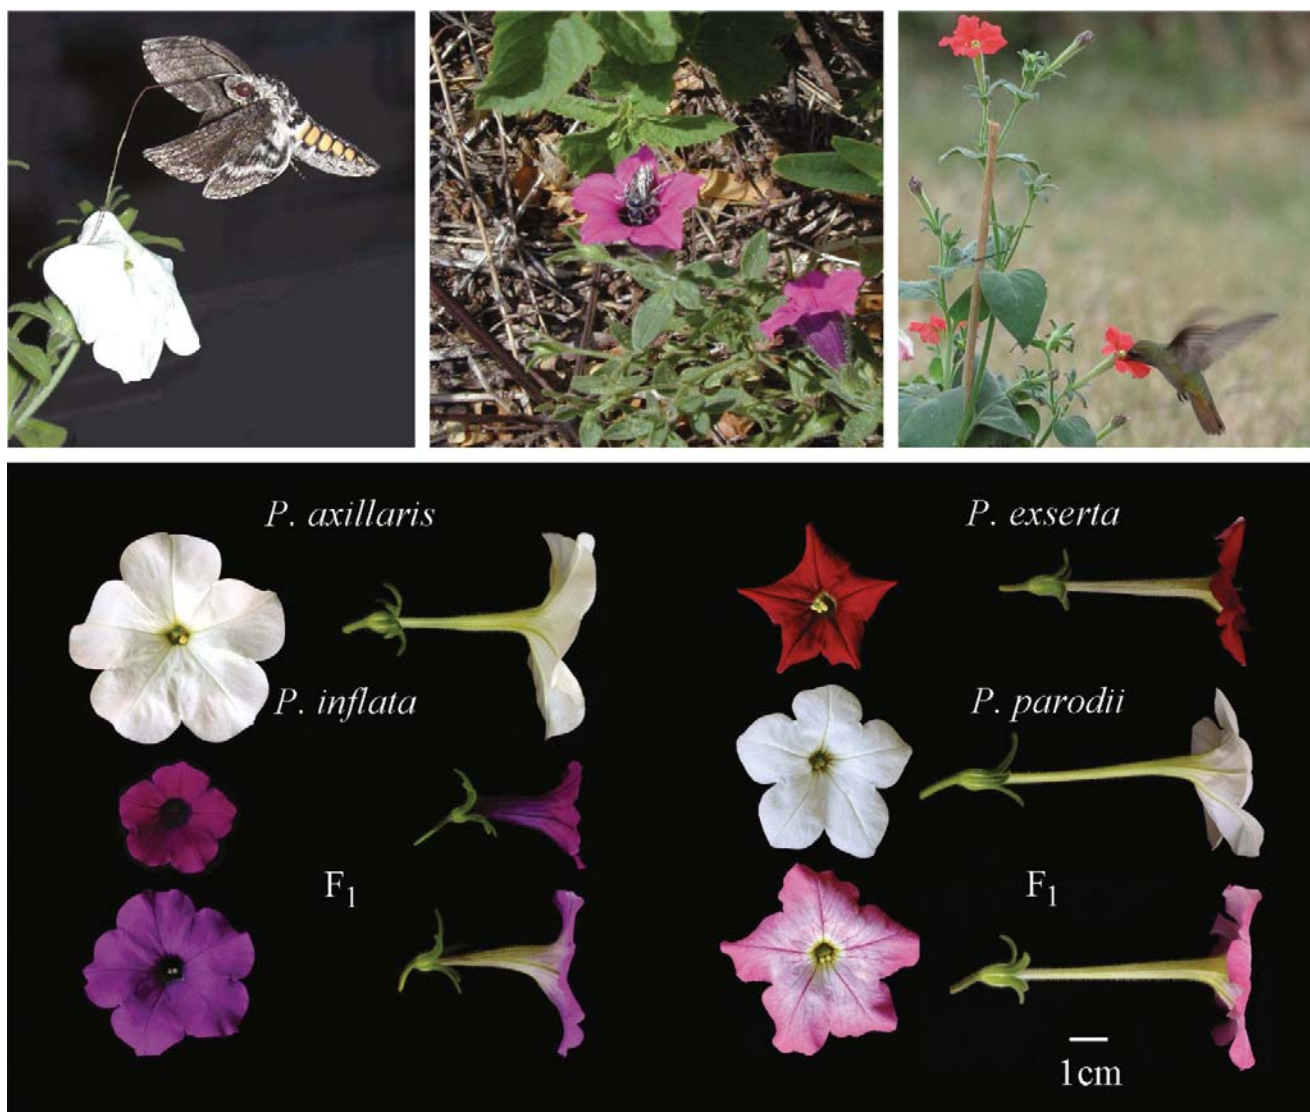 P. axillaris
P. exserta
P. inflata
P. parodii
F1
F1
1cm